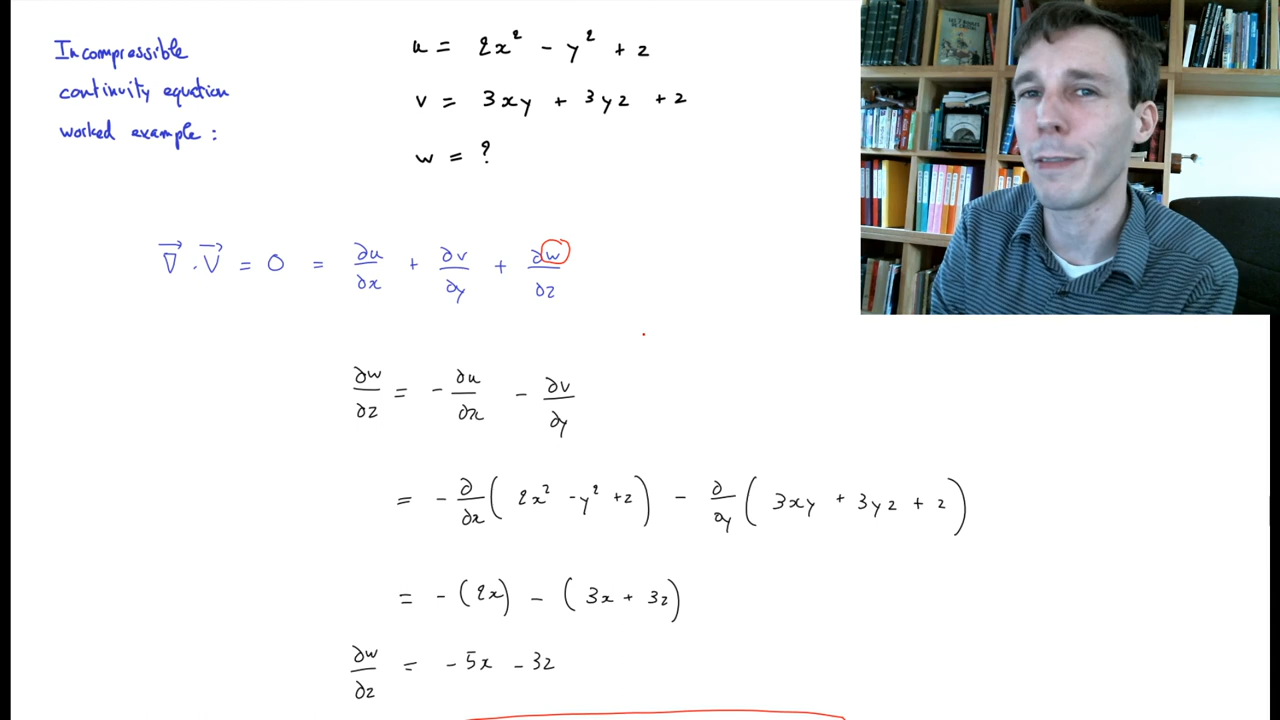 Incompressible
continuity equation
worked example :
u = 2x² - y² + z
v = 3xy + 3yz + z
w = ?
∇⃗ . V⃗ = 0 = ∂u/∂x + ∂v/∂y + ∂w/∂z
∂w/∂z = - ∂u/∂x - ∂v/∂y
= - ∂/∂x ( 2x² - y² + z ) - ∂/∂y ( 3xy + 3yz + z )
= - (2x) - ( 3x + 3z )
∂w/∂z = - 5x - 3z